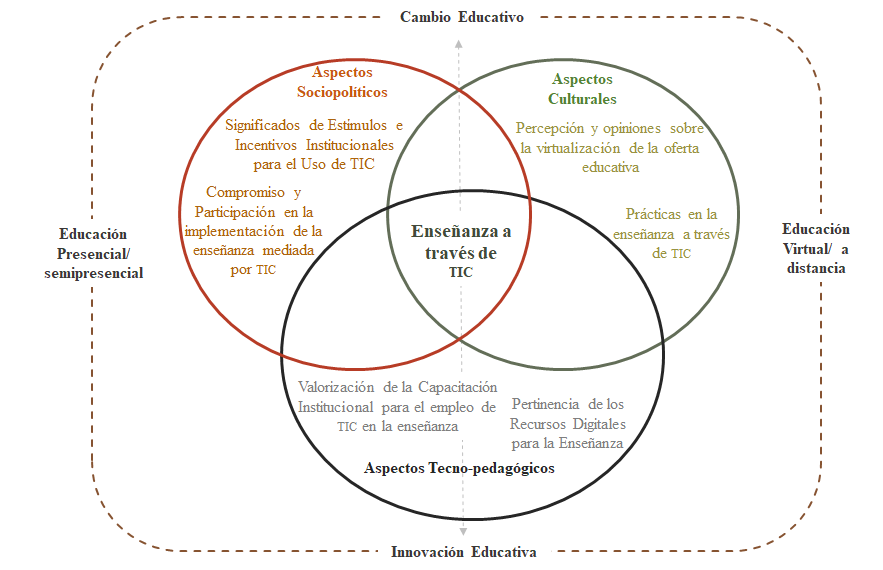 Cambio Educativo
Aspectos
Sociopolíticos
Significados de Estimulos e
Incentivos Institucionales
para el Uso de TIC
Compromiso y
Participación en la
implementación de la
enseñanza mediada
por TIC
Aspectos
Culturales
Percepción y opiniones sobre
la virtualización de la oferta
educativa
Prácticas en la
enseñanza a través
de TIC
Enseñanza a
través de
TIC
Educación
Presencial/
semipresencial
Educación
Virtual/ a
distancia
Valorización de la Capacitación
Institucional para el empleo de
TIC en la enseñanza
Pertinencia de los
Recursos Digitales
para la Enseñanza
Aspectos Tecno-pedagógicos
Innovación Educativa